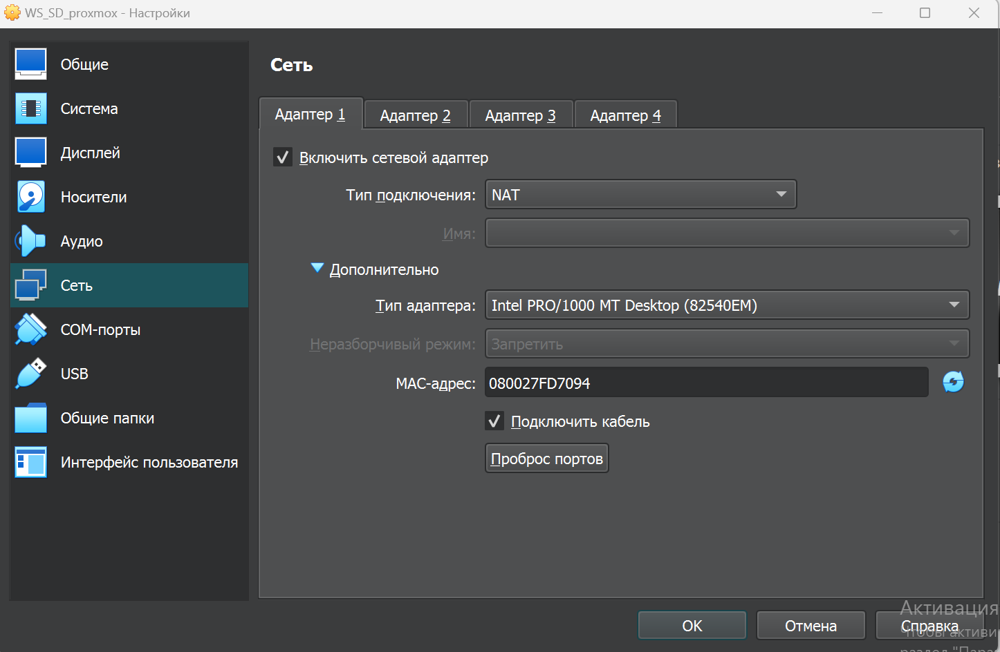 WS_SD_proxmox - Настройки
Общие
Система
Дисплей
Носители
Аудио
Сеть
COM-порты
USB
Общие папки
Интерфейс пользователя
Сеть
Адаптер 1
Адаптер 2
Адаптер 3
Адаптер 4
Включить сетевой адаптер
Тип подключения: NAT
Имя:
Дополнительно
Тип адаптера: Intel PRO/1000 MT Desktop (82540EM)
Неразборчивый режим: Запретить
MAC-адрес: 080027FD7094
Подключить кабель
Проброс портов
OK
Отмена
Справка
Активация
Чтобы активи